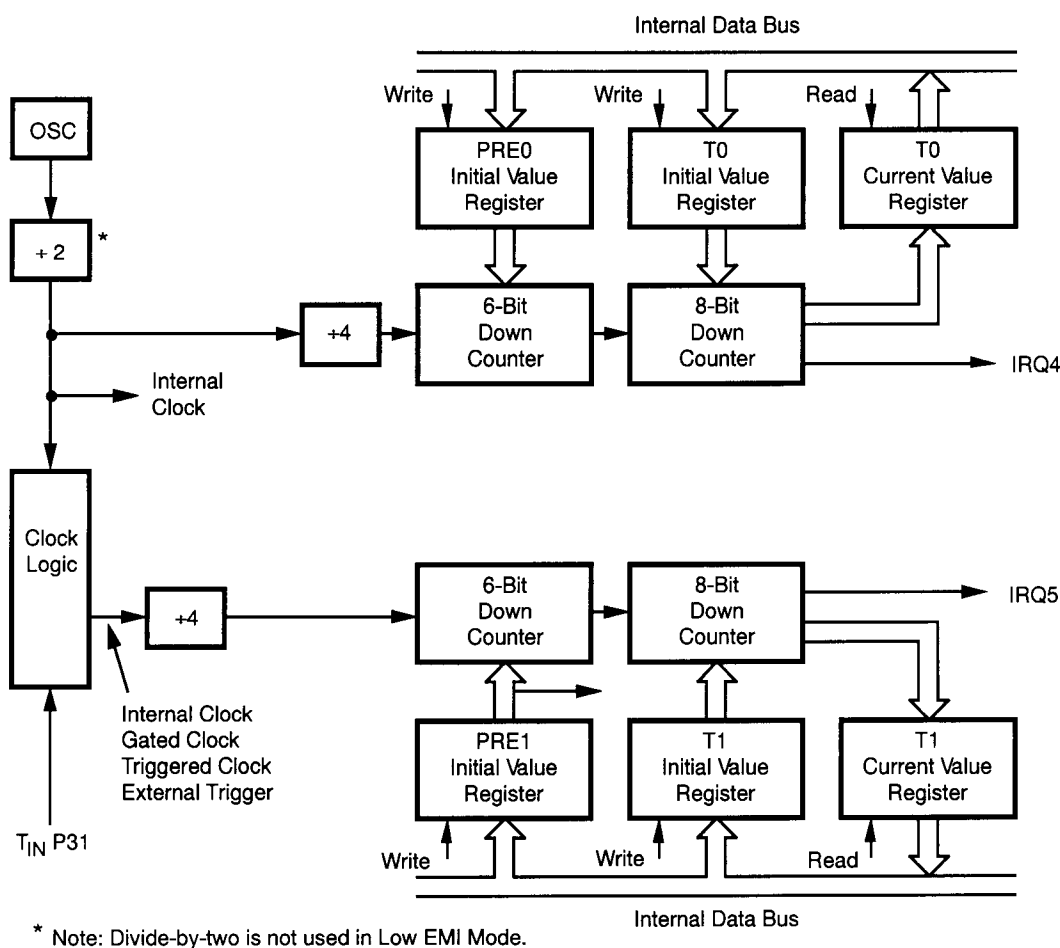 Internal Data Bus
Write
Write
Read
OSC
PRE0
Initial Value
Register
T0
Initial Value
Register
T0
Current Value
Register
+ 2
*
÷4
6-Bit
Down
Counter
8-Bit
Down
Counter
IRQ4
Internal
Clock
Clock
Logic
÷4
6-Bit
Down
Counter
8-Bit
Down
Counter
IRQ5
Internal Clock
Gated Clock
Triggered Clock
External Trigger
PRE1
Initial Value
Register
T1
Initial Value
Register
T1
Current Value
Register
TIN P31
Write
Write
Read
Internal Data Bus
* Note: Divide-by-two is not used in Low EMI Mode.